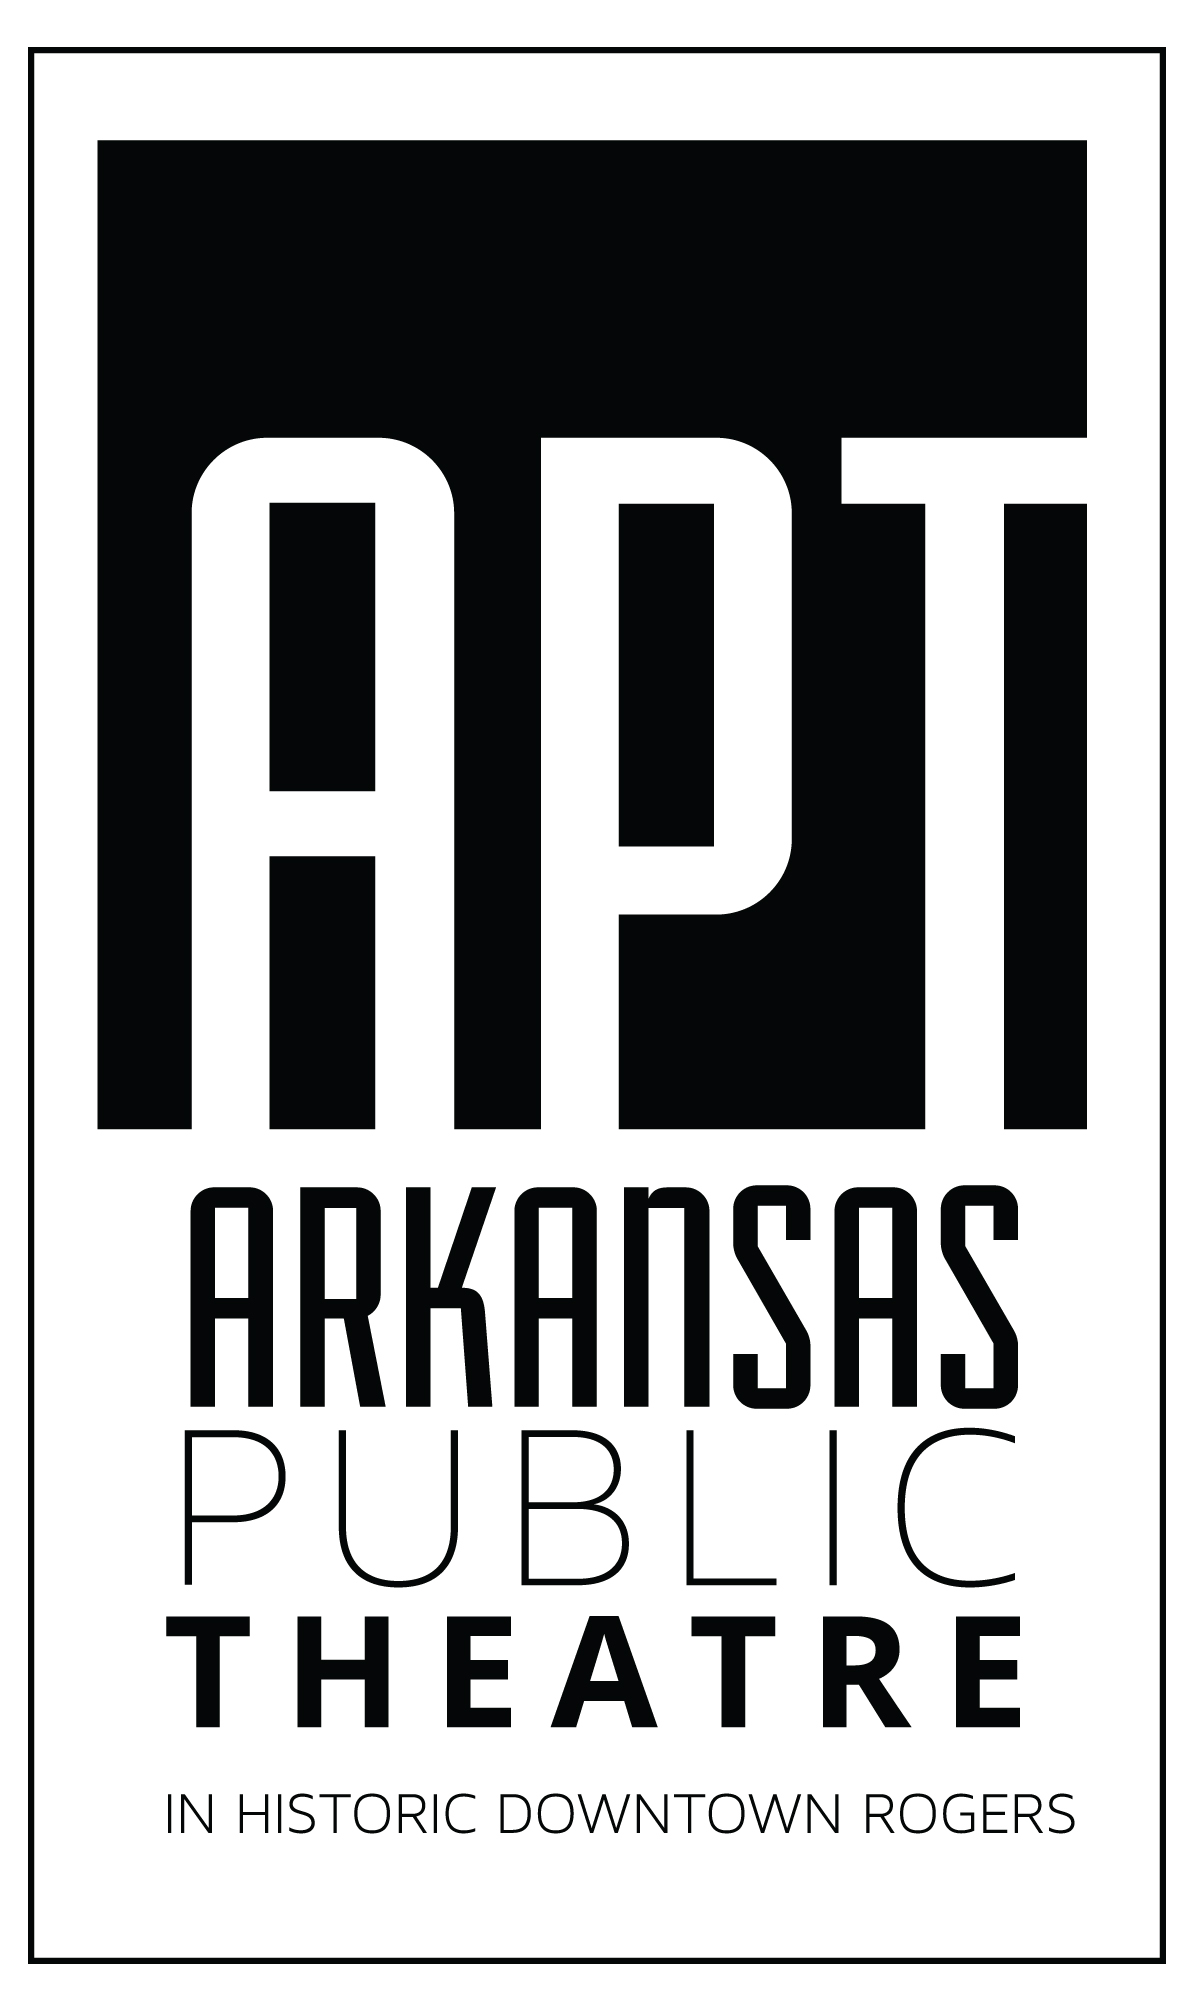 APT
ARKANSAS
PUBLIC
THEATRE
IN HISTORIC DOWNTOWN ROGERS